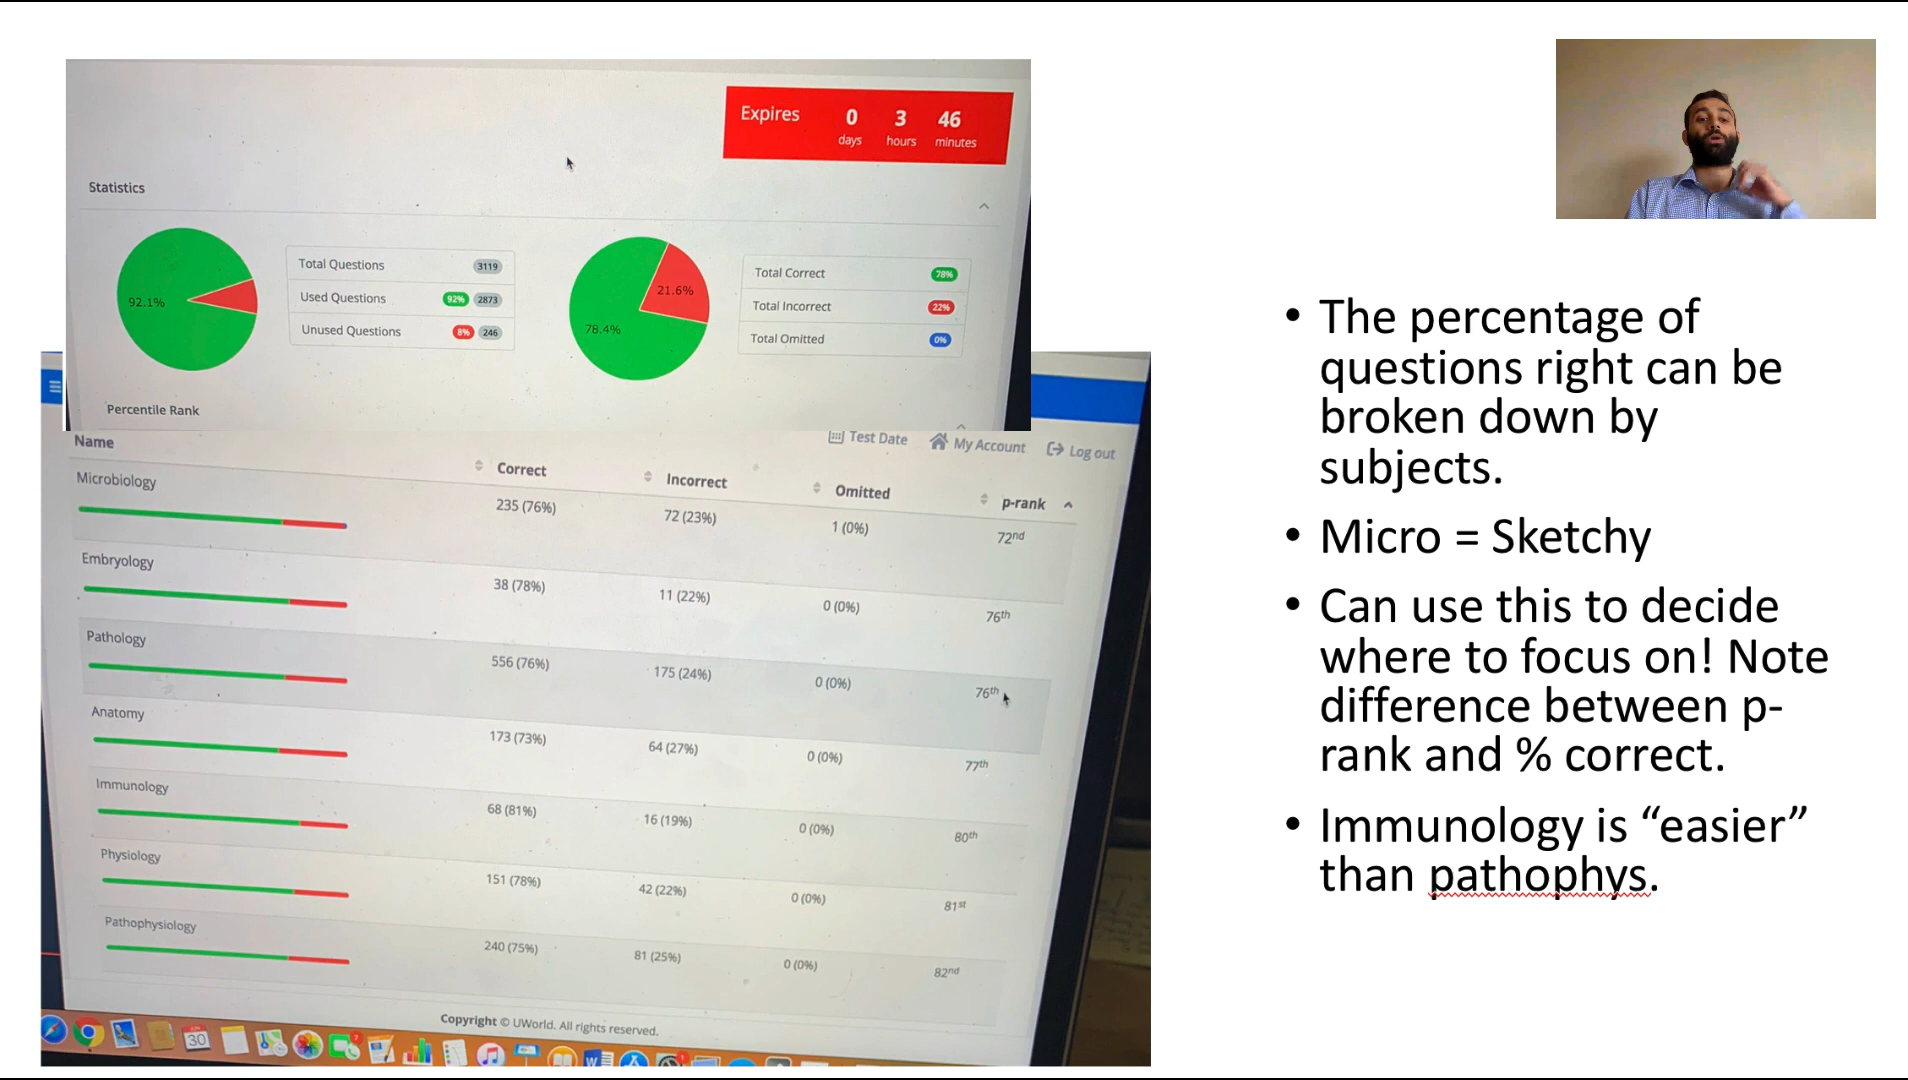 Expires 0 days 3 hours 46 minutes
Statistics
92.1%
Total Questions 3119
Used Questions 92% 2873
Unused Questions 8% 246
21.6%
78.4%
Total Correct 78%
Total Incorrect 22%
Total Omitted 0%
Percentile Rank
Test Date My Account Log out
Name Correct Incorrect Omitted p-rank
Microbiology 235 (76%) 72 (23%) 1 (0%) 72nd
Embryology 38 (78%) 11 (22%) 0 (0%) 76th
Pathology 556 (76%) 175 (24%) 0 (0%) 76th
Anatomy 173 (73%) 64 (27%) 0 (0%) 77th
Immunology 68 (81%) 16 (19%) 0 (0%) 80th
Physiology 151 (78%) 42 (22%) 0 (0%) 81st
Pathophysiology 240 (75%) 81 (25%) 0 (0%) 82nd
Copyright © UWorld. All rights reserved.
30
• The percentage of
questions right can be
broken down by
subjects.
• Micro = Sketchy
• Can use this to decide
where to focus on! Note
difference between p-
rank and % correct.
• Immunology is “easier”
than pathophys.